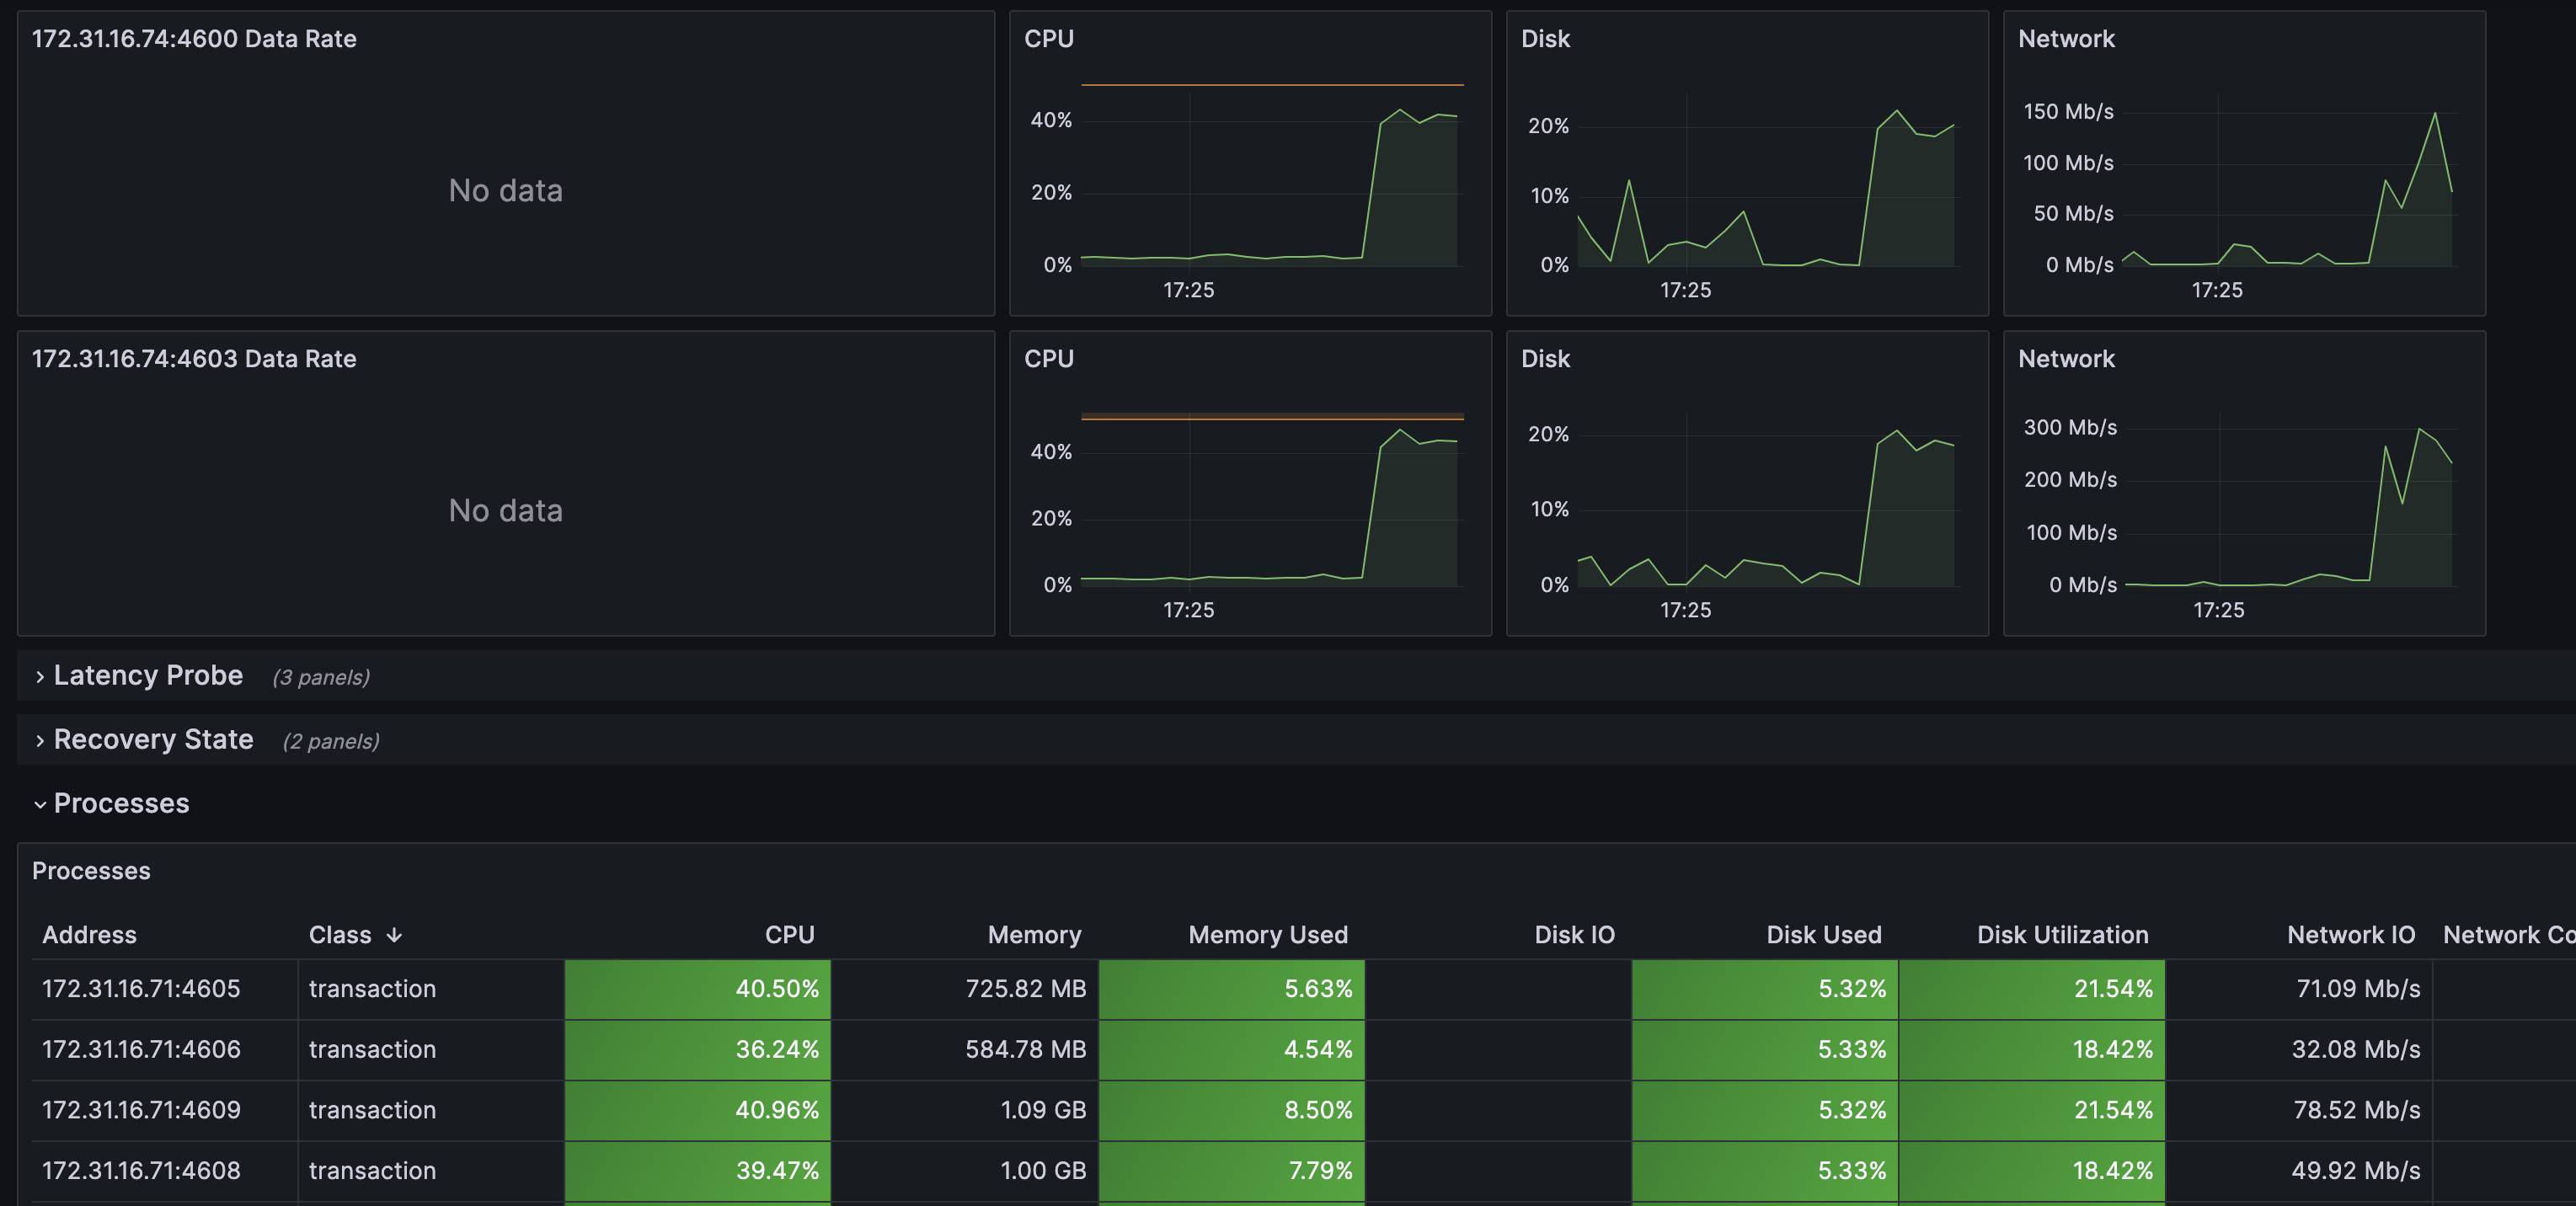 172.31.16.74:4600 Data Rate
No data
CPU
40%
20%
0%
17:25
Disk
20%
10%
0%
17:25
Network
150 Mb/s
100 Mb/s
50 Mb/s
0 Mb/s
17:25
172.31.16.74:4603 Data Rate
No data
CPU
40%
20%
0%
17:25
Disk
20%
10%
0%
17:25
Network
300 Mb/s
200 Mb/s
100 Mb/s
0 Mb/s
17:25
Latency Probe (3 panels)
Recovery State (2 panels)
Processes
Processes
Address Class CPU Memory Memory Used Disk IO Disk Used Disk Utilization Network IO Network Co
172.31.16.71:4605 transaction 40.50% 725.82 MB 5.63% 5.32% 21.54% 71.09 Mb/s
172.31.16.71:4606 transaction 36.24% 584.78 MB 4.54% 5.33% 18.42% 32.08 Mb/s
172.31.16.71:4609 transaction 40.96% 1.09 GB 8.50% 5.32% 21.54% 78.52 Mb/s
172.31.16.71:4608 transaction 39.47% 1.00 GB 7.79% 5.33% 18.42% 49.92 Mb/s